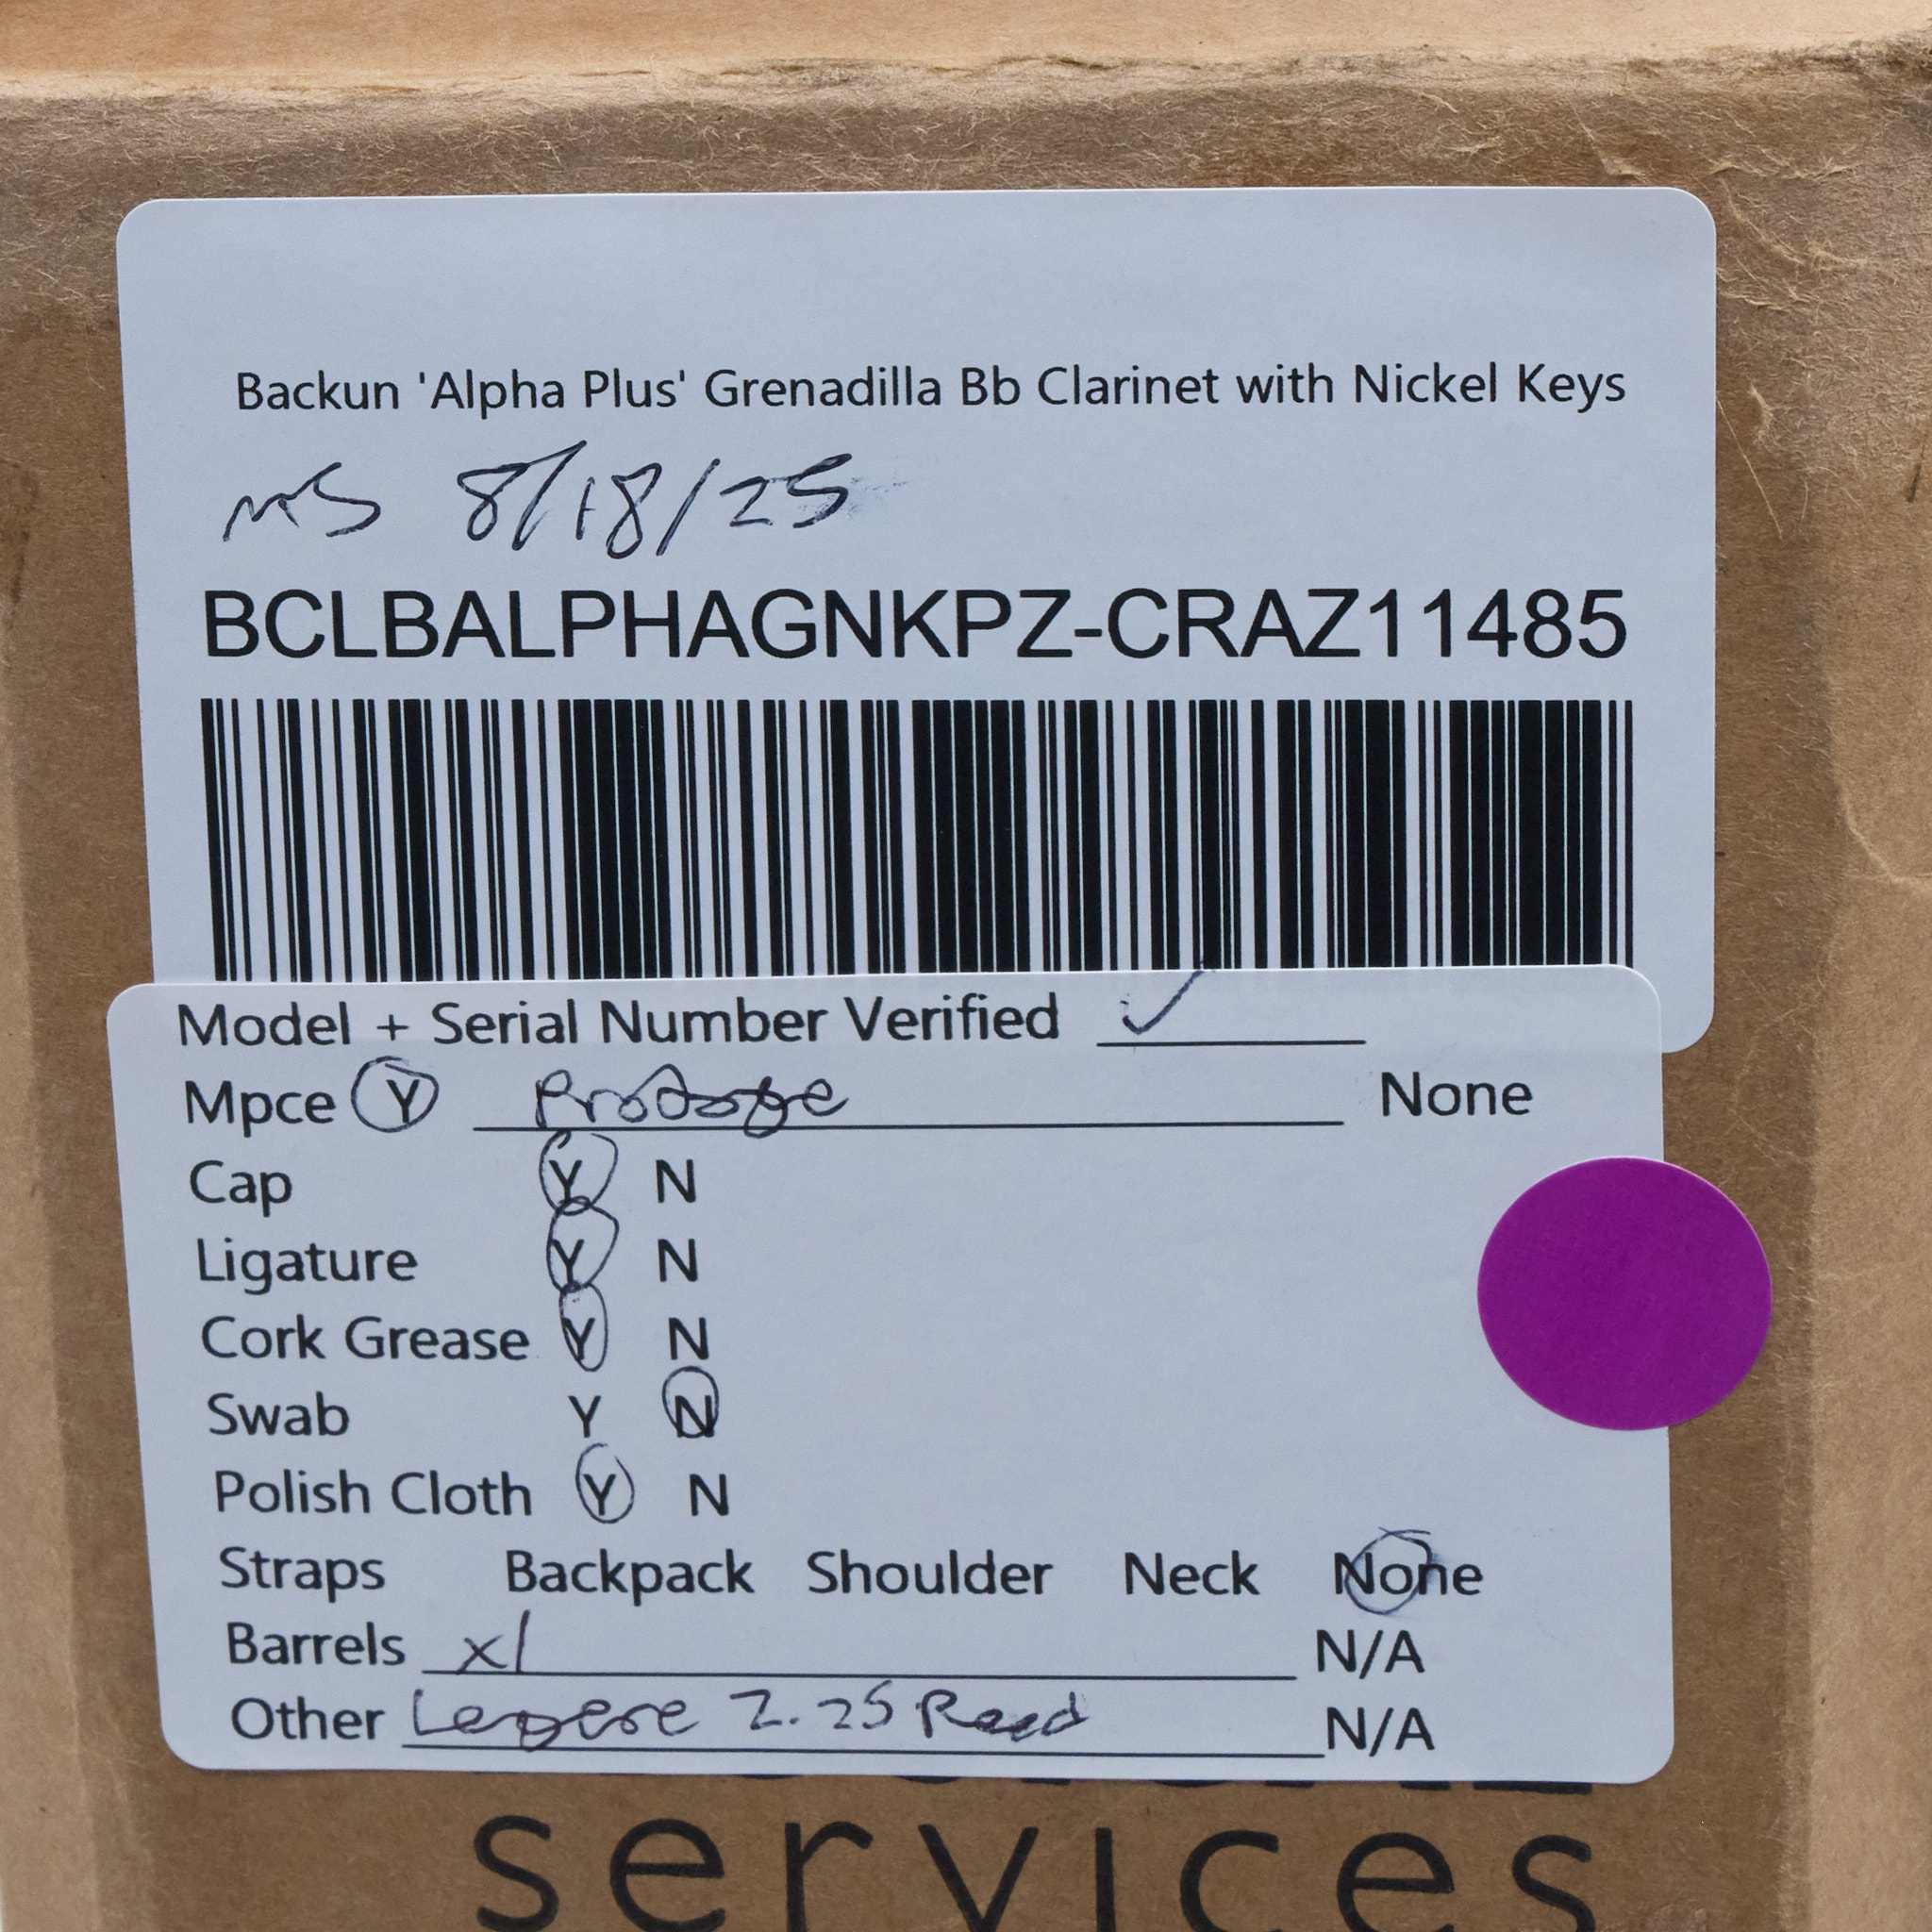 Backun 'Alpha Plus' Grenadilla Bb Clarinet with Nickel Keys
MS 8/18/25
BCLBALPHAGNKPZ-CRAZ11485
Model + Serial Number Verified ✓
Mpce Y Protege None
Cap Y N
Ligature Y N
Cork Grease Y N
Swab Y N
Polish Cloth Y N
Straps Backpack Shoulder Neck None
Barrels x1 N/A
Other Legere 2.25 Reed N/A
services